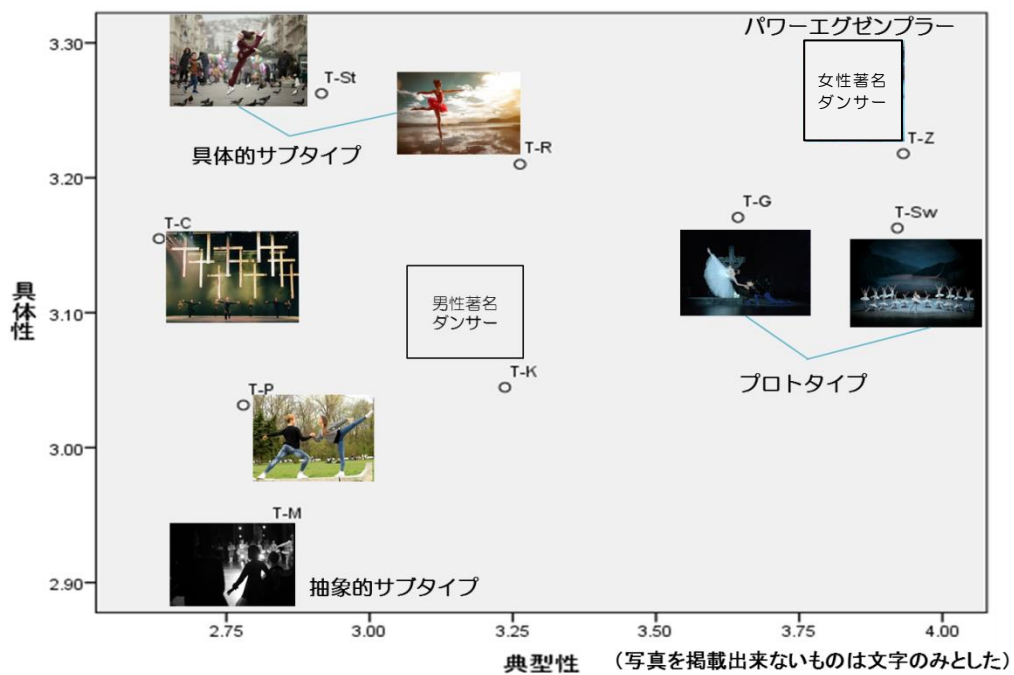 パワーエグゼンプラー
3.30
T-St
女性著名
ダンサー
具体的サブタイプ
T-R
T-Z
3.20
T-C
T-G
T-Sw
具体性
3.10
男性著名
ダンサー
T-K
プロトタイプ
T-P
3.00
T-M
2.90
抽象的サブタイプ
2.75
3.00
3.25
3.50
3.75
4.00
典型性
(写真を掲載出来ないものは文字のみとした)